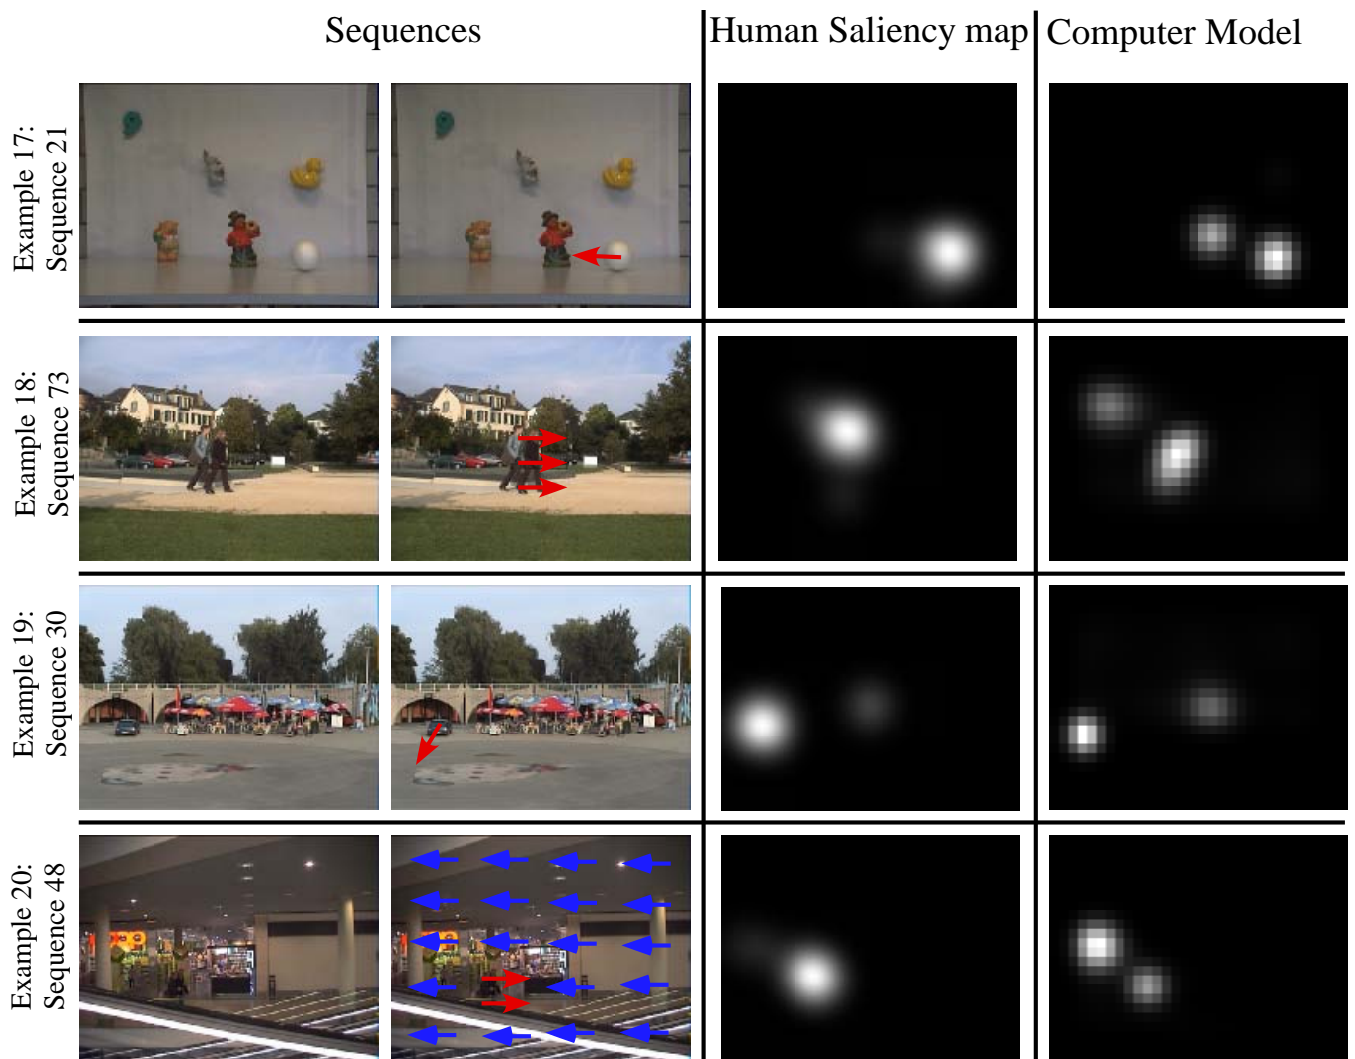 Sequences
Human Saliency map
Computer Model
Example 17:
Sequence 21
Example 18:
Sequence 73
Example 19:
Sequence 30
Example 20:
Sequence 48